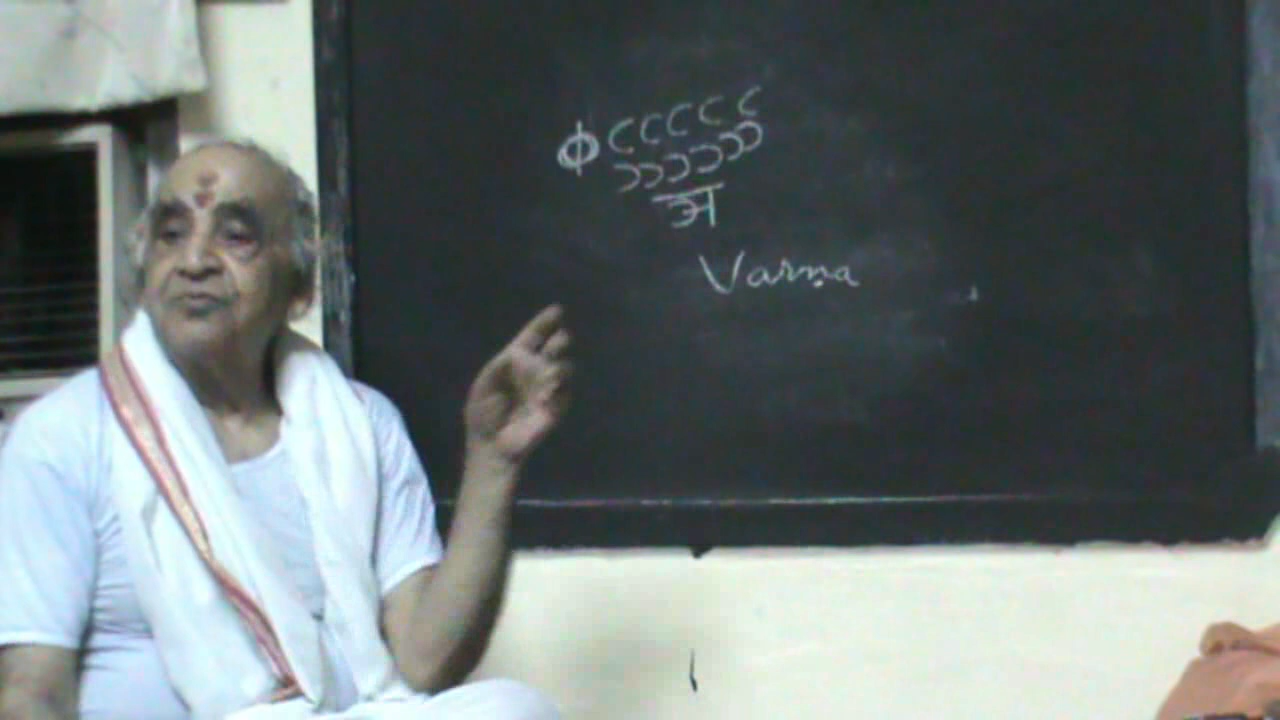 ф c c c c c
ɔ ɔ ɔ ɔ ɔ ɔ
अ
Varṇa